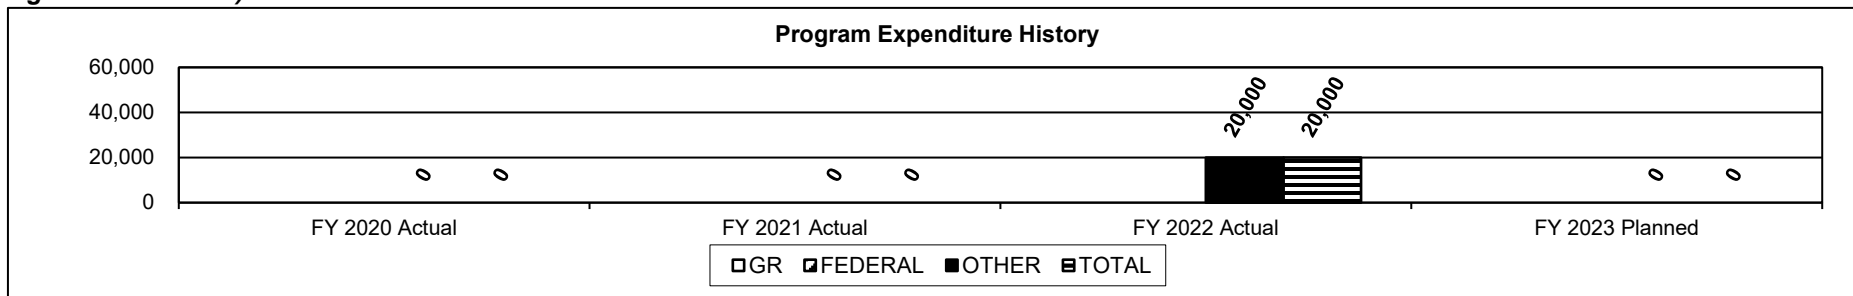 Program Expenditure History
60,000
40,000
20,000
0
0 0 0 0 20,000 20,000 0 0
FY 2020 Actual FY 2021 Actual FY 2022 Actual FY 2023 Planned
GR FEDERAL OTHER TOTAL